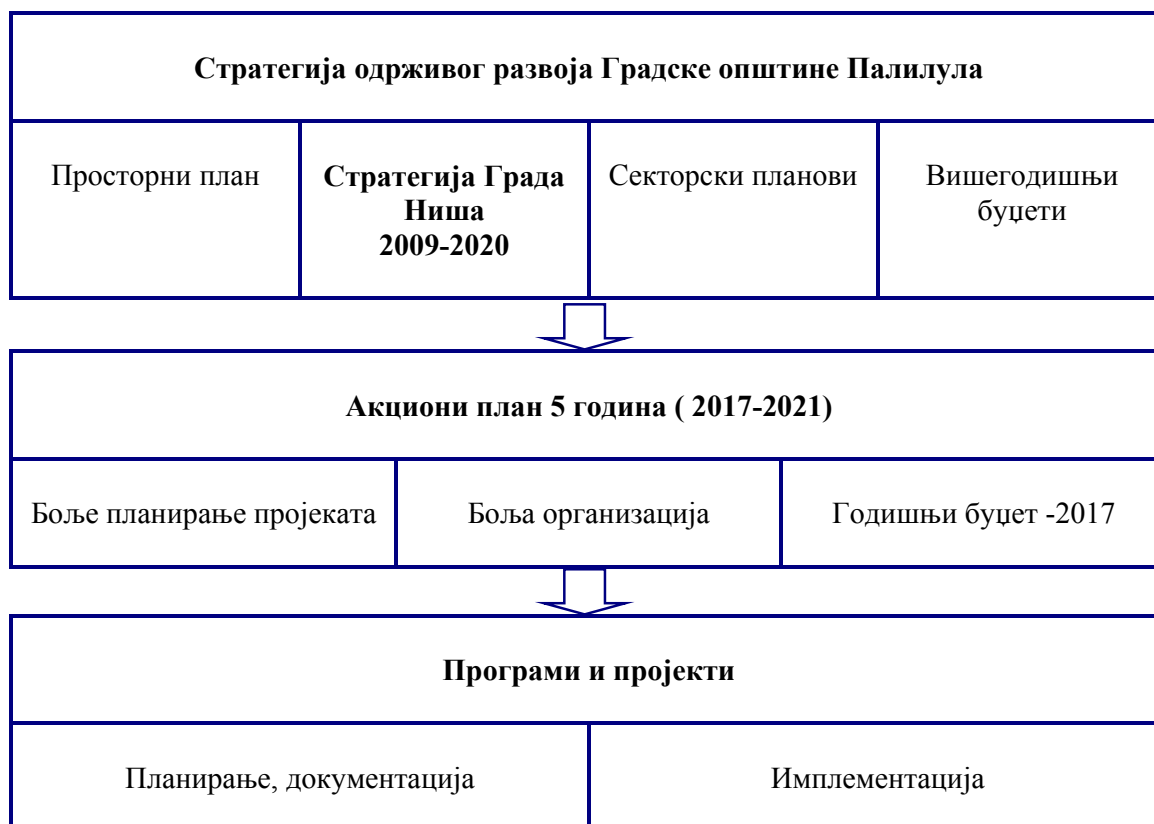 Стратегија одрживог развоја Градске општине Палилула
Просторни план
Стратегија Града
Ниша
2009-2020
Секторски планови
Вишегодишњи
буџети
Акциони план 5 година ( 2017-2021)
Боље планирање пројеката
Боља организација
Годишњи буџет -2017
Програми и пројекти
Планирање, документација
Имплементација